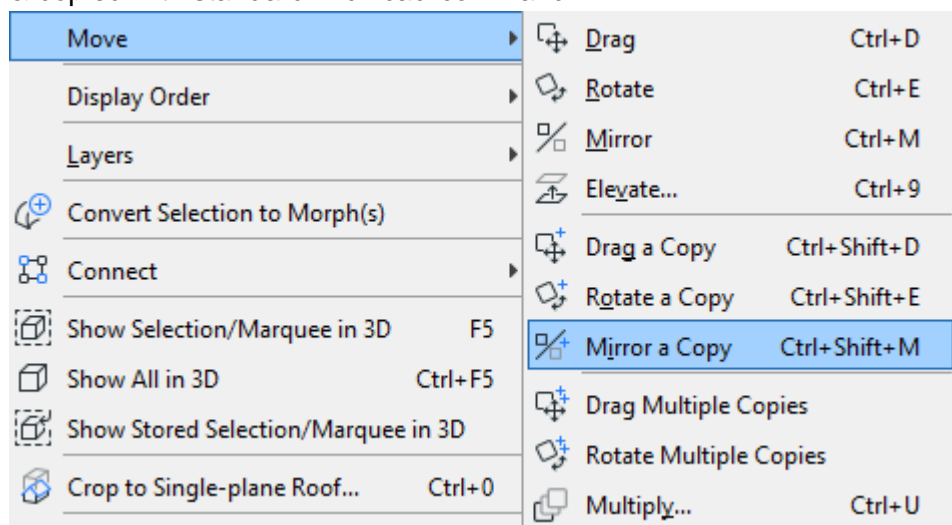 Move
Display Order
Layers
Convert Selection to Morph(s)
Connect
Show Selection/Marquee in 3D F5
Show All in 3D Ctrl+F5
Show Stored Selection/Marquee in 3D
Crop to Single-plane Roof... Ctrl+0
Drag Ctrl+D
Rotate Ctrl+E
Mirror Ctrl+M
Elevate... Ctrl+9
Drag a Copy Ctrl+Shift+D
Rotate a Copy Ctrl+Shift+E
Mirror a Copy Ctrl+Shift+M
Drag Multiple Copies
Rotate Multiple Copies
Multiply... Ctrl+U